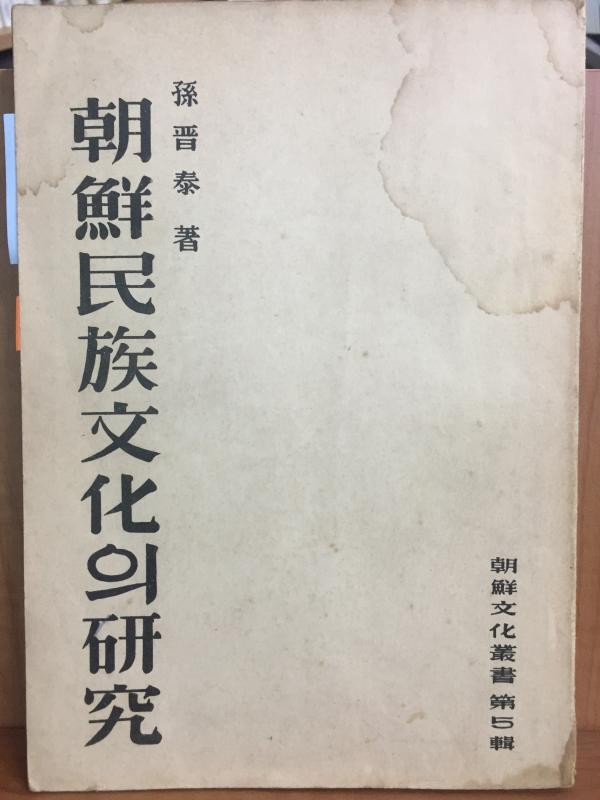 朝鮮民族文化의研究
孫晋泰 著
朝鮮文化叢書 第5輯